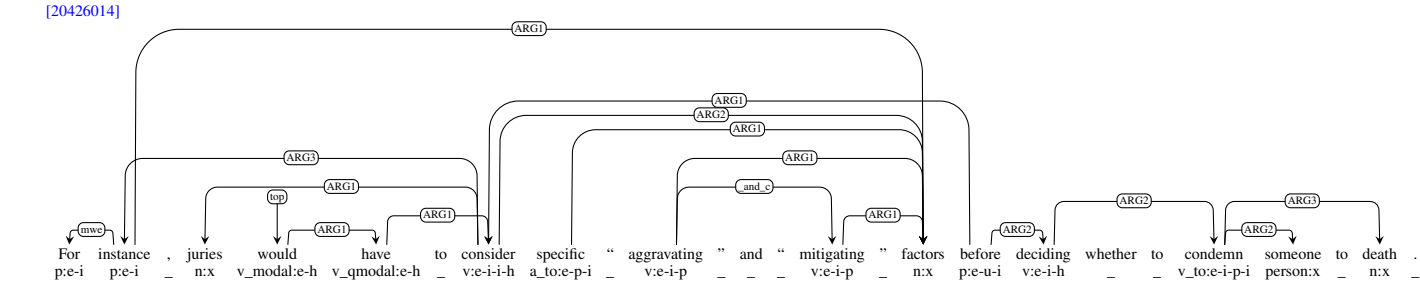 [20426014]
ARG1
ARG1
ARG2
ARG1
ARG3 ARG1
ARG1 _and_c
top ARG2 ARG3
ARG1 ARG1
mwe ARG1 ARG2 ARG2
For instance , juries would have to consider specific “ aggravating ” and “ mitigating ” factors before deciding whether to condemn someone to death .
p:e-i p:e-i _ n:x v_modal:e-h v_qmodal:e-h _ v:e-i-i-h a_to:e-p-i _ v:e-i-p _ _ _ v:e-i-p _ n:x p:e-u-i v:e-i-h _ _ v_to:e-i-p-i person:x _ n:x _